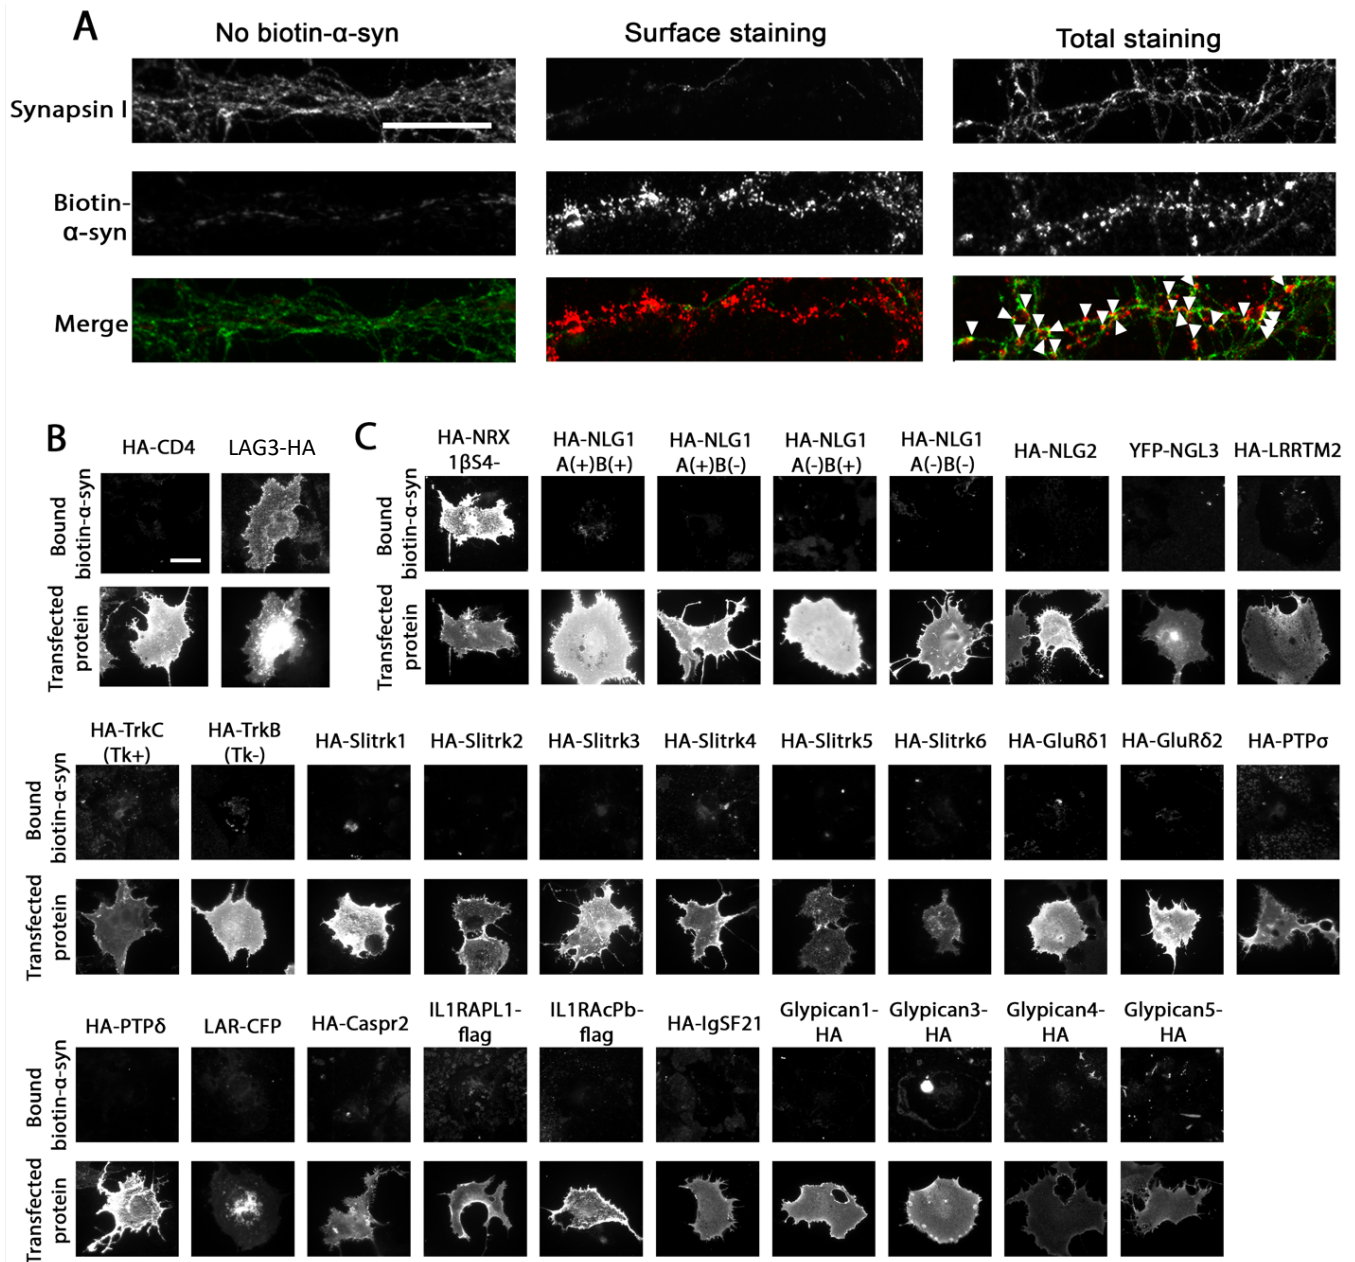 A
No biotin-α-syn
Surface staining
Total staining
Synapsin I
Biotin-
α-syn
Merge
B
HA-CD4
LAG3-HA
Bound
biotin-α-syn
Transfected
protein
C
HA-NRX
1βS4-
HA-NLG1
A(+)B(+)
HA-NLG1
A(+)B(-)
HA-NLG1
A(-)B(+)
HA-NLG1
A(-)B(-)
HA-NLG2
YFP-NGL3
HA-LRRTM2
Bound
biotin-α-syn
Transfected
protein
HA-TrkC
(Tk+)
HA-TrkB
(Tk-)
HA-Slitrk1
HA-Slitrk2
HA-Slitrk3
HA-Slitrk4
HA-Slitrk5
HA-Slitrk6
HA-GluRδ1
HA-GluRδ2
HA-PTPσ
Bound
biotin-α-syn
Transfected
protein
HA-PTPδ
LAR-CFP
HA-Caspr2
IL1RAPL1-
flag
IL1RAcPb-
flag
HA-IgSF21
Glypican1-
HA
Glypican3-
HA
Glypican4-
HA
Glypican5-
HA
Bound
biotin-α-syn
Transfected
protein